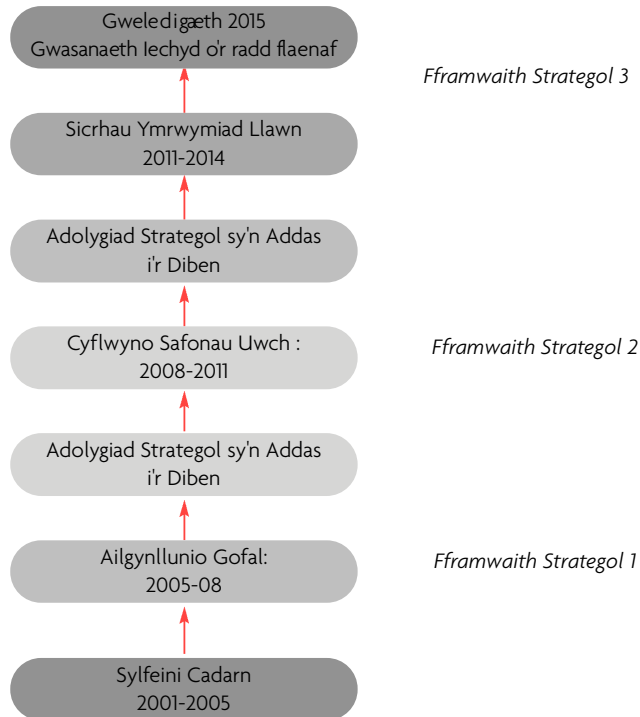 Gweledigæth 2015
Gwasanaeth Iechyd o'r radd flaenaf
Fframwaith Strategol 3
Sicrhau Ymrwymiad Llawn
2011-2014
Adolygiad Strategol sy'n Addas
i'r Diben
Cyflwyno Safonau Uwch :
2008-2011
Fframwaith Strategol 2
Adolygiad Strategol sy'n Addas
i'r Diben
Ailgynllunio Gofal:
2005-08
Fframwaith Strategol 1
Sylfeini Cadarn
2001-2005